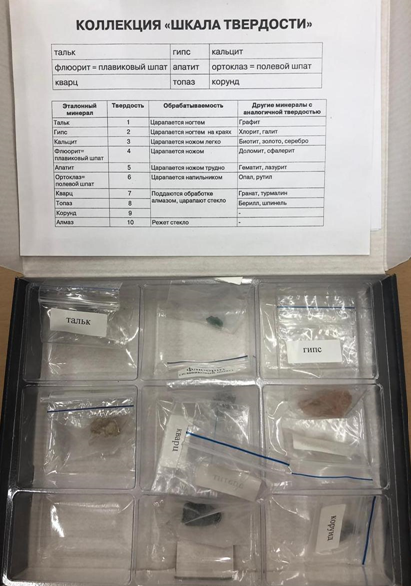 КОЛЛЕКЦИЯ «ШКАЛА ТВЕРДОСТИ»
тальк гипс кальцит
флюорит = плавиковый шпат апатит ортоклаз = полевой шпат
кварц топаз корунд
Эталонный минерал Твердость Обрабатываемость Другие минералы с аналогичной твердостью
Тальк 1 Царапается ногтем Графит
Гипс 2 Царапается ногтем на краях Хлорит, галит
Кальцит 3 Царапается ножом легко Биотит, золото, серебро
Флюорит= плавиковый шпат 4 Царапается ножом Доломит, сфалерит
Апатит 5 Царапается ножом трудно Гематит, лазурит
Ортоклаз= полевой шпат 6 Царапается напильником Опал, рутил
Кварц 7 Поддаются обработке Гранат, турмалин
Топаз 8 алмазом, царапают стекло Берилл, шпинель
Корунд 9 -
Алмаз 10 Режет стекло -
тальк
гипс
кварц
корунд